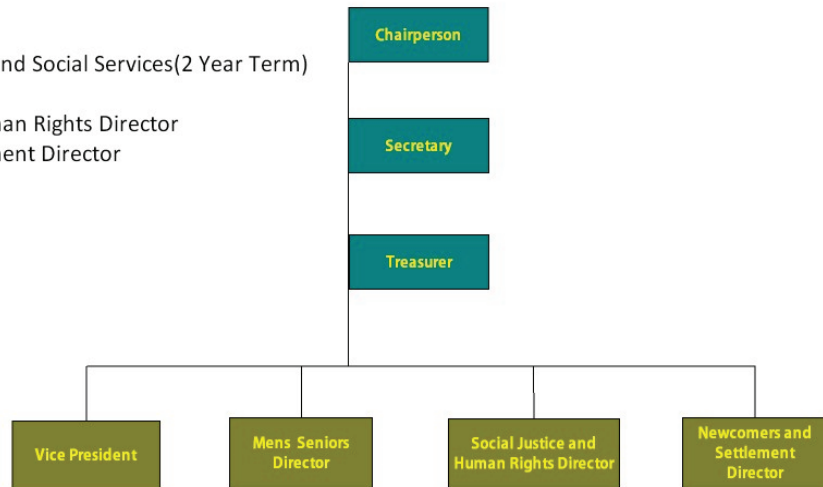 Chairperson
nd Social Services(2 Year Term)
an Rights Director
Secretary
ent Director
Treasurer
Vice President
Mens Seniors
Director
Social Justice and
Human Rights Director
Newcomers and
Settlement
Director